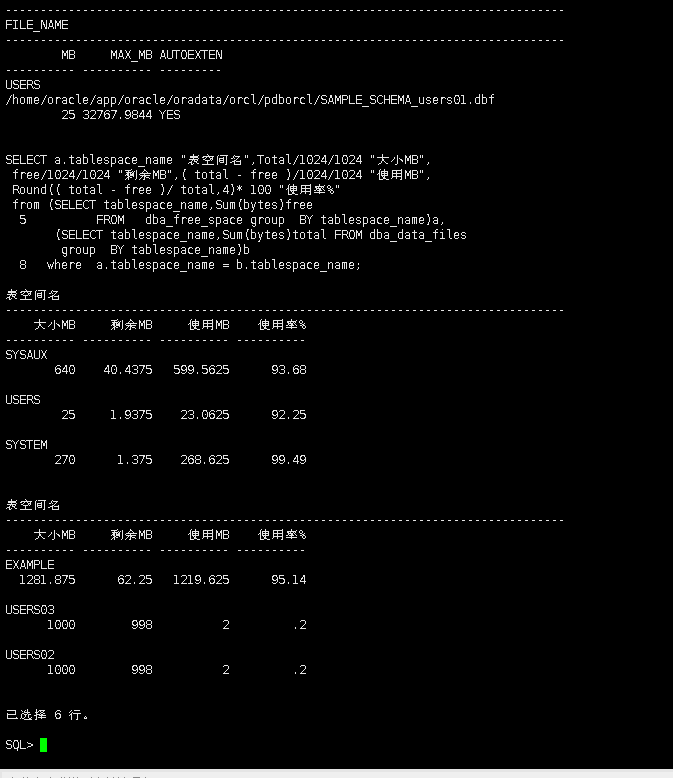 --------------------------------------------------------------------------------
FILE_NAME
--------------------------------------------------------------------------------
        MB     MAX_MB AUTOEXTEN
---------- ---------- ---------
USERS
/home/oracle/app/oracle/oradata/orcl/pdborcl/SAMPLE_SCHEMA_users01.dbf
        25 32767.9844 YES
SELECT a.tablespace_name "表空间名",Total/1024/1024 "大小MB",
 free/1024/1024 "剩余MB",( total - free )/1024/1024 "使用MB",
 Round(( total - free )/ total,4)* 100 "使用率%"
 from (SELECT tablespace_name,Sum(bytes)free
  5          FROM   dba_free_space group  BY tablespace_name)a,
       (SELECT tablespace_name,Sum(bytes)total FROM dba_data_files
        group  BY tablespace_name)b
  8   where  a.tablespace_name = b.tablespace_name;
表空间名
--------------------------------------------------------------------------------
    大小MB     剩余MB     使用MB    使用率%
---------- ---------- ---------- ----------
SYSAUX
       640    40.4375   599.5625      93.68
USERS
        25     1.9375    23.0625      92.25
SYSTEM
       270      1.375    268.625      99.49
表空间名
--------------------------------------------------------------------------------
    大小MB     剩余MB     使用MB    使用率%
---------- ---------- ---------- ----------
EXAMPLE
  1281.875      62.25   1219.625      95.14
USERS03
      1000        998          2         .2
USERS02
      1000        998          2         .2
已选择 6 行。
SQL>